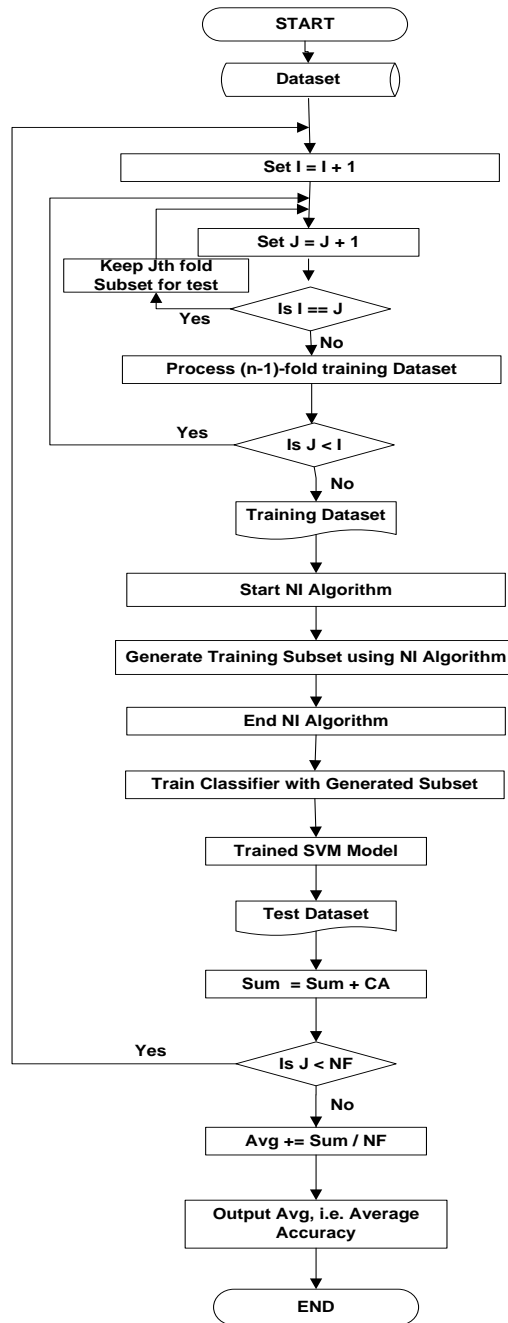 START
Dataset
Set I = I + 1
Set J = J + 1
Keep Jth fold
Subset for test
Is I == J
Yes
No
Process (n-1)-fold training Dataset
Yes
Is J < I
No
Training Dataset
Start NI Algorithm
Generate Training Subset using NI Algorithm
End NI Algorithm
Train Classifier with Generated Subset
Trained SVM Model
Test Dataset
Sum = Sum + CA
Yes
Is J < NF
No
Avg += Sum / NF
Output Avg, i.e. Average
Accuracy
END